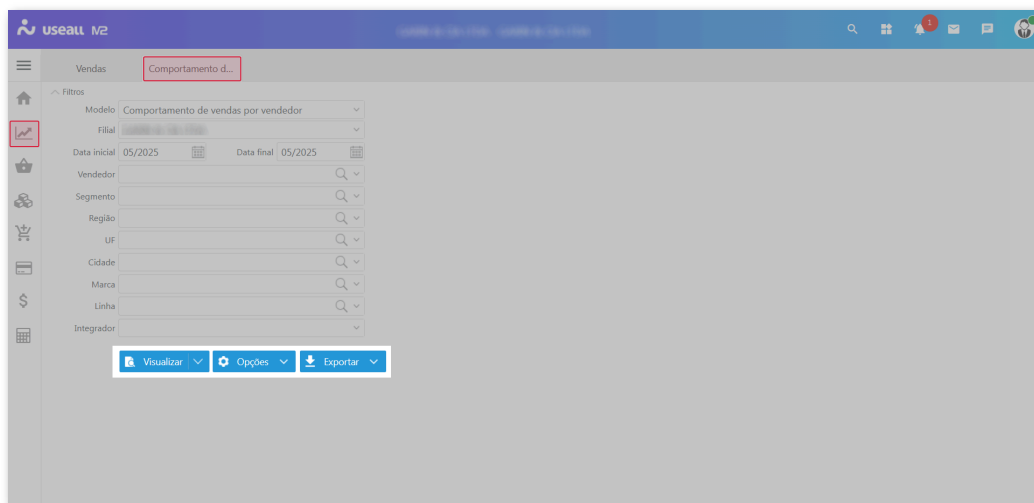 useall M2
1
Vendas Comportamento d...
Filtros
Modelo Comportamento de vendas por vendedor
Filial
Data inicial 05/2025 Data final 05/2025
Vendedor
Segmento
Região
UF
Cidade
Marca
Linha
Integrador
Visualizar Opções Exportar